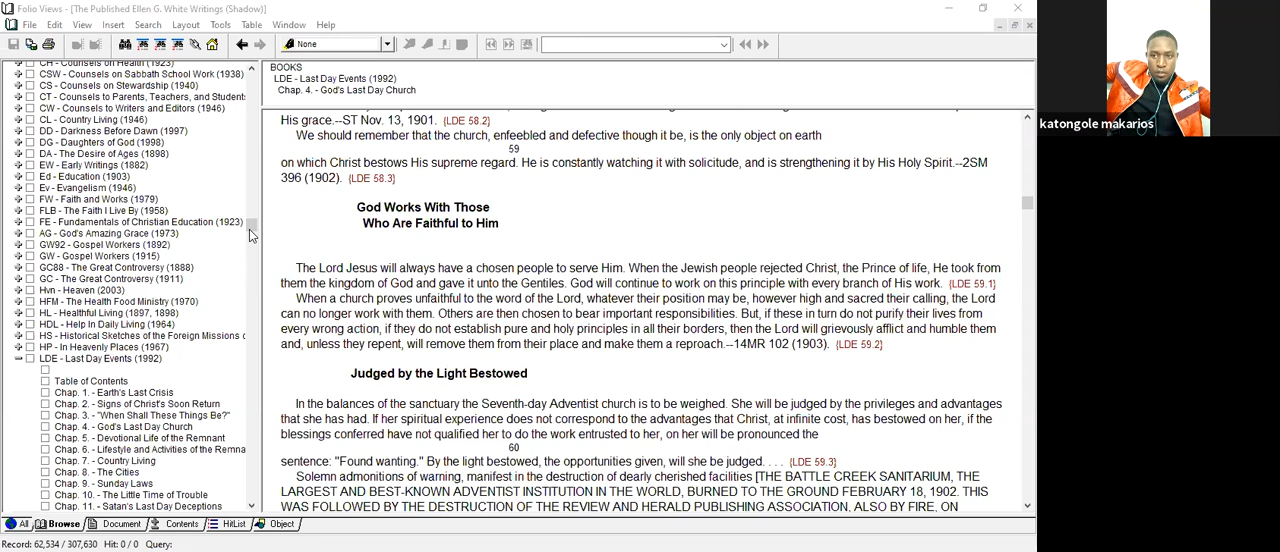 Folio Views - [The Published Ellen G. White Writings (Shadow)]
File Edit View Insert Search Layout Tools Table Window Help
None
CH - Counsels on Health (1923)
CSW - Counsels on Sabbath School Work (1938)
CS - Counsels on Stewardship (1940)
CT - Counsels to Parents, Teachers, and Students
CW - Counsels to Writers and Editors (1946)
CL - Country Living (1946)
DD - Darkness Before Dawn (1997)
DG - Daughters of God (1998)
DA - The Desire of Ages (1898)
EW - Early Writings (1882)
Ed - Education (1903)
Ev - Evangelism (1946)
FW - Faith and Works (1979)
FLB - The Faith I Live By (1958)
FE - Fundamentals of Christian Education (1923)
AG - God's Amazing Grace (1973)
GW92 - Gospel Workers (1892)
GW - Gospel Workers (1915)
GC88 - The Great Controversy (1888)
GC - The Great Controversy (1911)
Hvn - Heaven (2003)
HFM - The Health Food Ministry (1970)
HL - Healthful Living (1897, 1898)
HDL - Help In Daily Living (1964)
HS - Historical Sketches of the Foreign Missions o
HP - In Heavenly Places (1967)
LDE - Last Day Events (1992)
Table of Contents
Chap. 1. - Earth's Last Crisis
Chap. 2. - Signs of Christ's Soon Return
Chap. 3. - "When Shall These Things Be?"
Chap. 4. - God's Last Day Church
Chap. 5. - Devotional Life of the Remnant
Chap. 6. - Lifestyle and Activities of the Remna
Chap. 7. - Country Living
Chap. 8. - The Cities
Chap. 9. - Sunday Laws
Chap. 10. - The Little Time of Trouble
Chap. 11. - Satan's Last Day Deceptions
BOOKS
LDE - Last Day Events (1992)
Chap. 4. - God's Last Day Church
His grace.--ST Nov. 13, 1901. {LDE 58.2}
We should remember that the church, enfeebled and defective though it be, is the only object on earth
59
on which Christ bestows His supreme regard. He is constantly watching it with solicitude, and is strengthening it by His Holy Spirit.--2SM
396 (1902). {LDE 58.3}
God Works With Those
Who Are Faithful to Him
The Lord Jesus will always have a chosen people to serve Him. When the Jewish people rejected Christ, the Prince of life, He took from
them the kingdom of God and gave it unto the Gentiles. God will continue to work on this principle with every branch of His work. {LDE 59.1}
When a church proves unfaithful to the word of the Lord, whatever their position may be, however high and sacred their calling, the Lord
can no longer work with them. Others are then chosen to bear important responsibilities. But, if these in turn do not purify their lives from
every wrong action, if they do not establish pure and holy principles in all their borders, then the Lord will grievously afflict and humble them
and, unless they repent, will remove them from their place and make them a reproach.--14MR 102 (1903). {LDE 59.2}
Judged by the Light Bestowed
In the balances of the sanctuary the Seventh-day Adventist church is to be weighed. She will be judged by the privileges and advantages
that she has had. If her spiritual experience does not correspond to the advantages that Christ, at infinite cost, has bestowed on her, if the
blessings conferred have not qualified her to do the work entrusted to her, on her will be pronounced the
60
sentence: "Found wanting." By the light bestowed, the opportunities given, will she be judged. . . . {LDE 59.3}
Solemn admonitions of warning, manifest in the destruction of dearly cherished facilities [THE BATTLE CREEK SANITARIUM, THE
LARGEST AND BEST-KNOWN ADVENTIST INSTITUTION IN THE WORLD, BURNED TO THE GROUND FEBRUARY 18, 1902. THIS
WAS FOLLOWED BY THE DESTRUCTION OF THE REVIEW AND HERALD PUBLISHING ASSOCIATION, ALSO BY FIRE, ON
All Browse Document Contents HitList Object
Record: 62,534 / 307,630 Hit: 0 / 0 Query:
katongole makarios